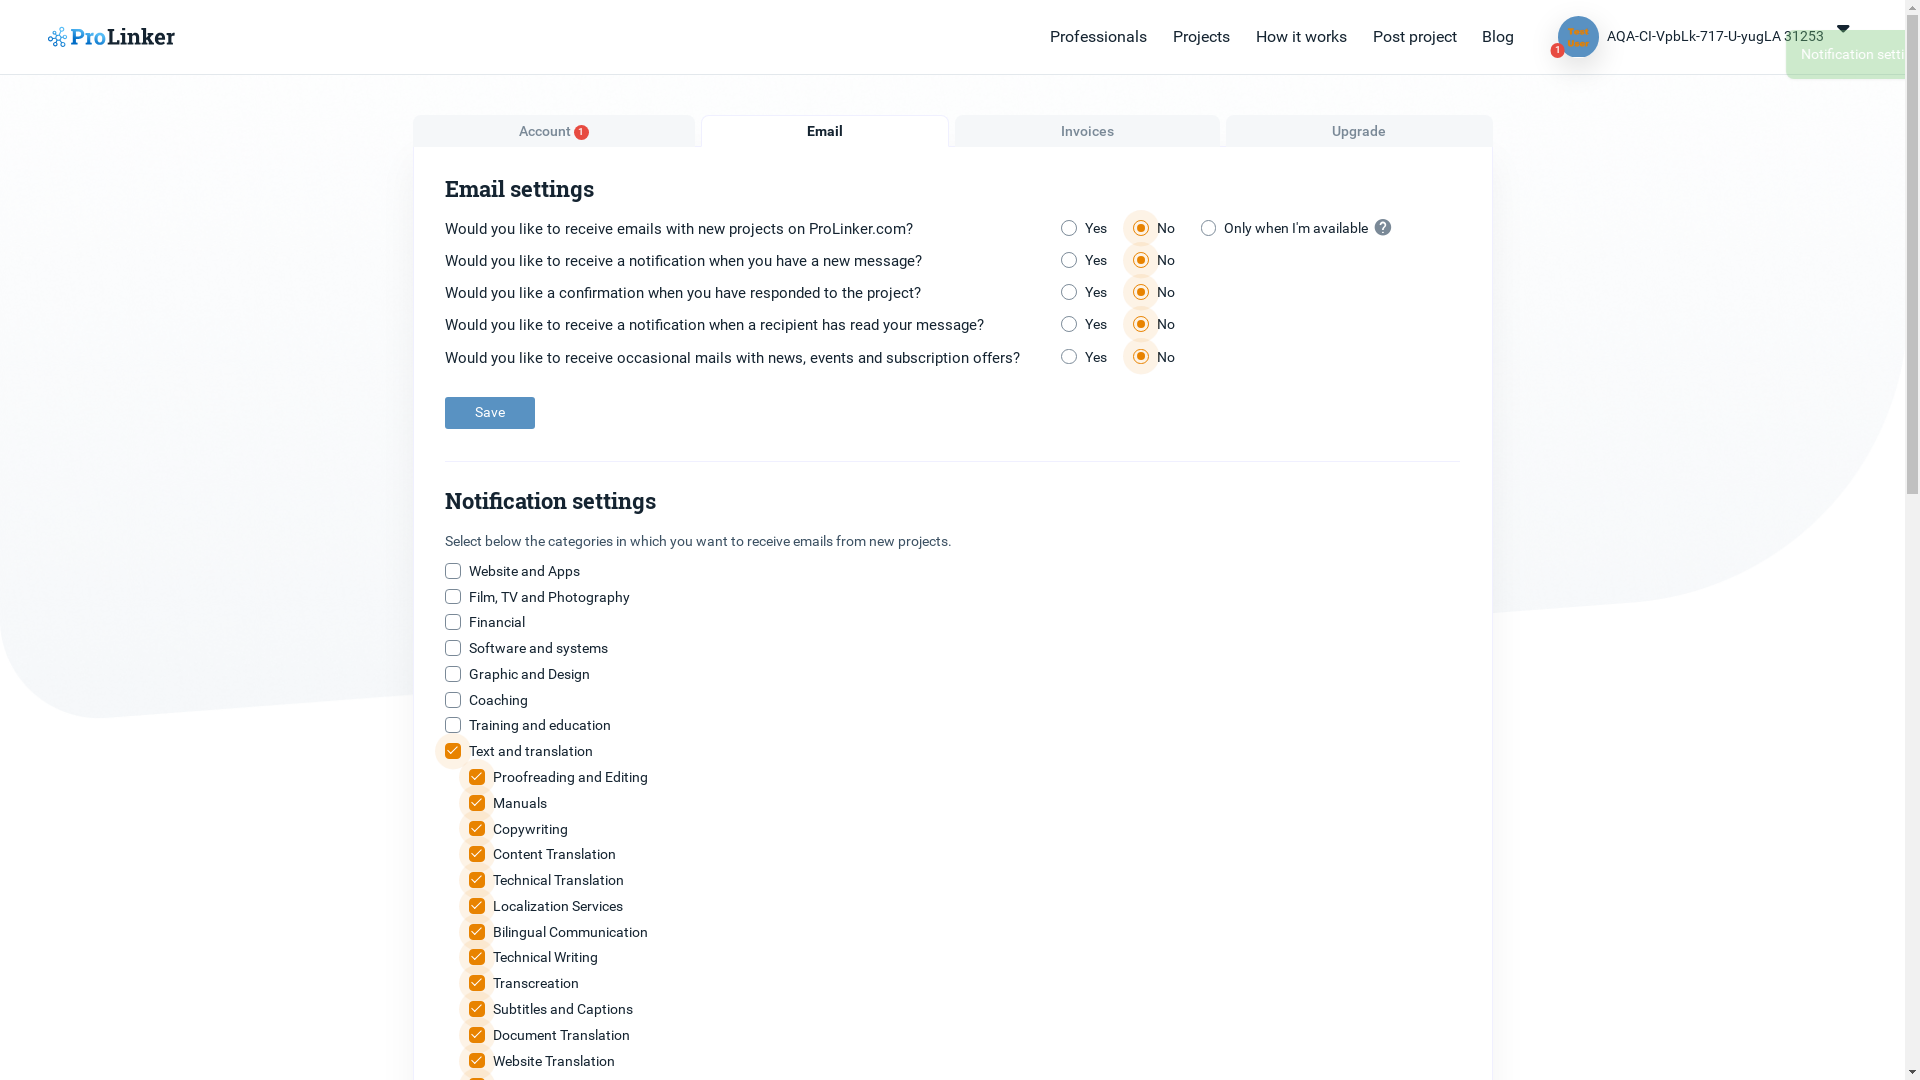 ProLinker
Professionals
Projects
How it works
Post project
Blog
1
AQA-CI-VpbLk-717-U-yugLA 31253
Notification setti
Account 1
Email
Invoices
Upgrade
Email settings
Would you like to receive emails with new projects on ProLinker.com? Yes No Only when I'm available ?
Would you like to receive a notification when you have a new message? Yes No
Would you like a confirmation when you have responded to the project? Yes No
Would you like to receive a notification when a recipient has read your message? Yes No
Would you like to receive occasional mails with news, events and subscription offers? Yes No
Save
Notification settings
Select below the categories in which you want to receive emails from new projects.
Website and Apps
Film, TV and Photography
Financial
Software and systems
Graphic and Design
Coaching
Training and education
Text and translation
Proofreading and Editing
Manuals
Copywriting
Content Translation
Technical Translation
Localization Services
Bilingual Communication
Technical Writing
Transcreation
Subtitles and Captions
Document Translation
Website Translation